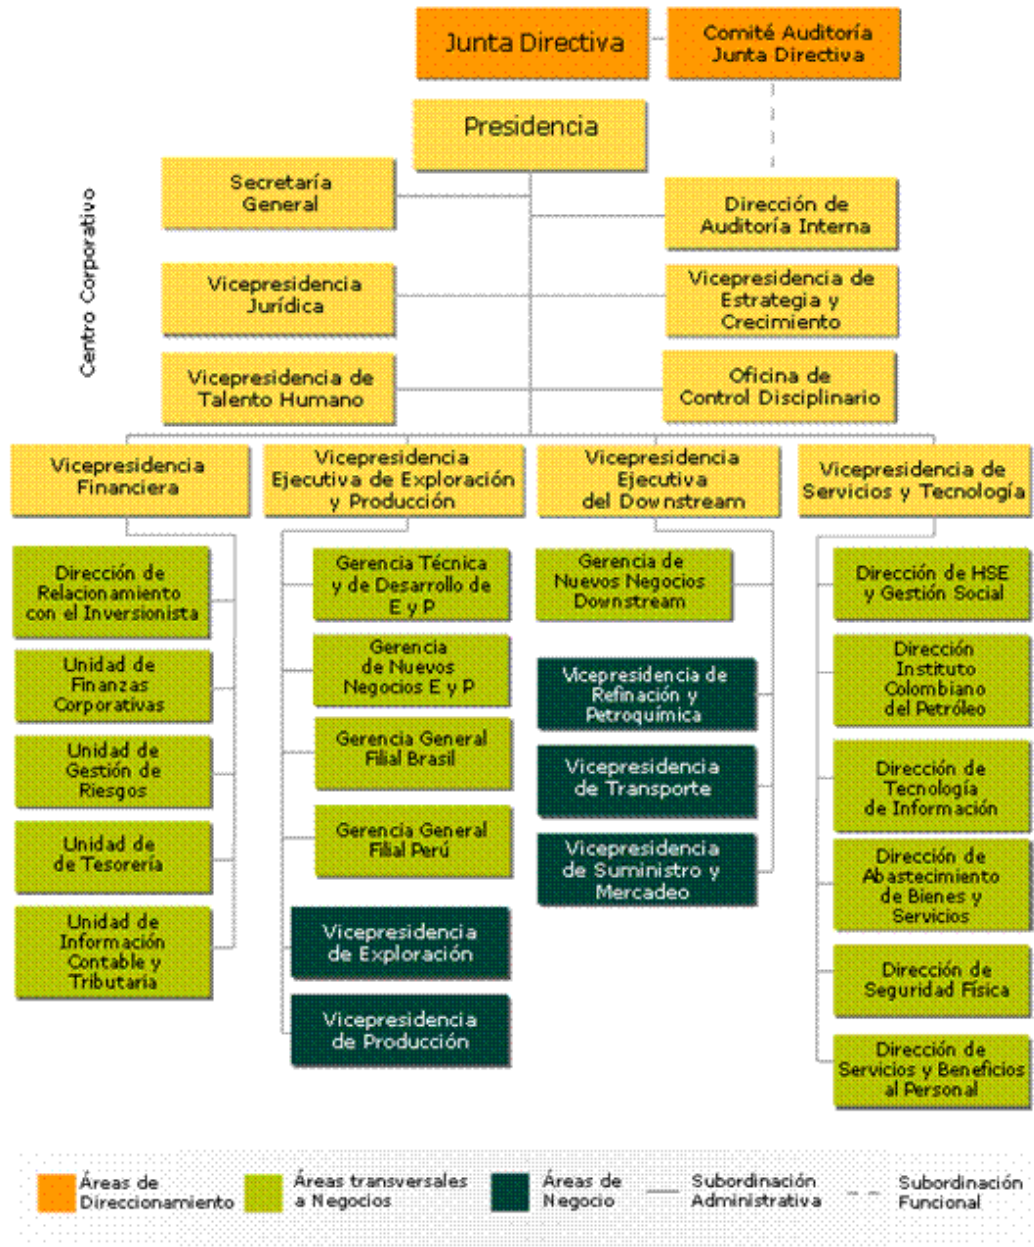 Junta Directiva
Comité Auditoría
Junta Directiva
Presidencia
Centro Corporativo
Secretaría
General
Dirección de
Auditoría Interna
Vicepresidencia
Jurídica
Vicepresidencia de
Estrategia y
Crecimiento
Vicepresidencia de
Talento Humano
Oficina de
Control Disciplinario
Vicepresidencia
Financiera
Vicepresidencia
Ejecutiva de Exploración
y Producción
Vicepresidencia
Ejecutiva
del Downstream
Vicepresidencia de
Servicios y Tecnología
Dirección de
Relacionamiento
con el Inversionista
Unidad de
Finanzas
Corporativas
Unidad de
Gestión de
Riesgos
Unidad de
de Tesorería
Unidad de
Información
Contable y
Tributaria
Gerencia Técnica
y de Desarrollo de
E y P
Gerencia
de Nuevos
Negocios E y P
Gerencia General
Filial Brasil
Gerencia General
Filial Perú
Vicepresidencia
de Exploración
Vicepresidencia
de Producción
Gerencia de
Nuevos Negocios
Downstream
Vicepresidencia de
Refinación y
Petroquímica
Vicepresidencia
de Transporte
Vicepresidencia
de Suministro y
Mercadeo
Dirección de HSE
y Gestión Social
Dirección
Instituto
Colombiano
del Petróleo
Dirección de
Tecnología
de Información
Dirección de
Abastecimiento
de Bienes y
Servicios
Dirección de
Seguridad Física
Dirección de
Servicios y Beneficios
al Personal
Áreas de
Direccionamiento
Áreas transversales
a Negocios
Áreas de
Negocio
Subordinación
Administrativa
Subordinación
Funcional